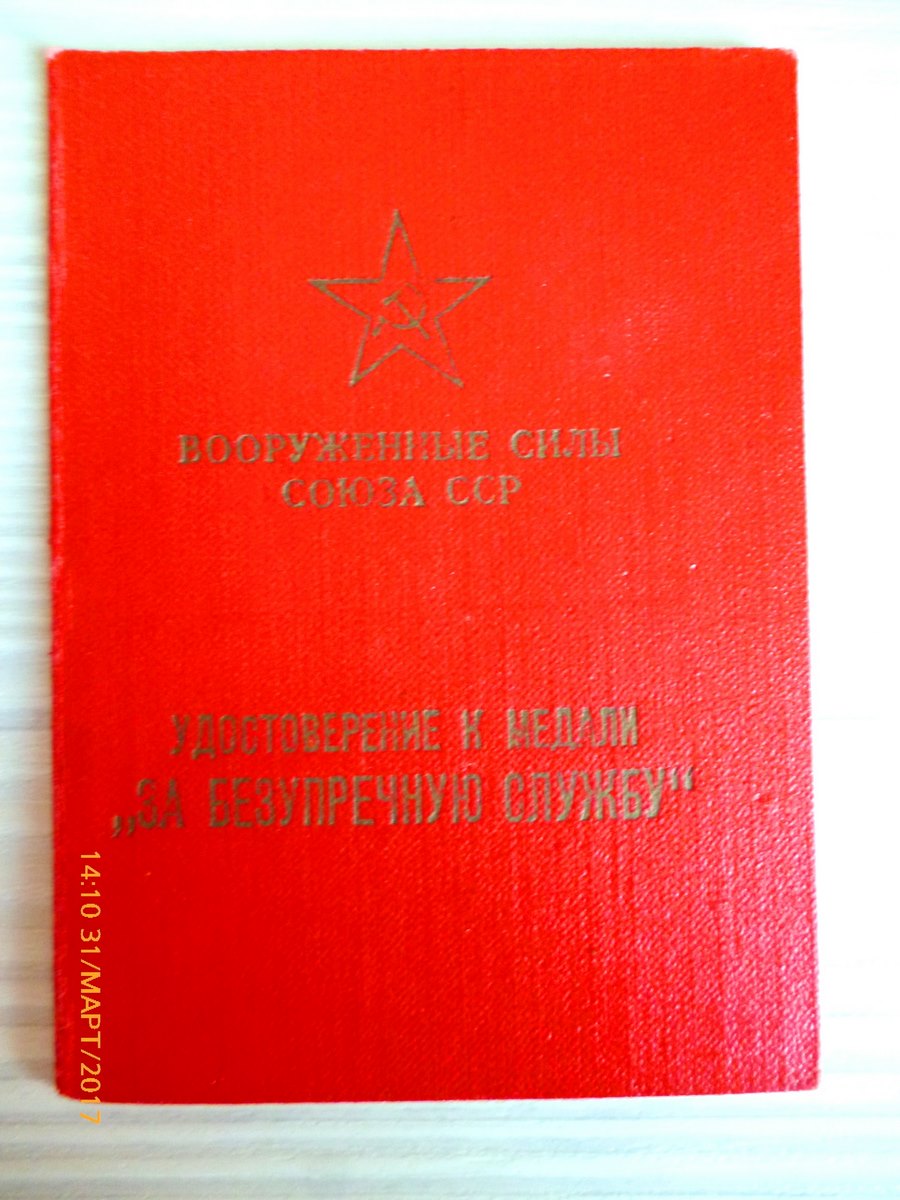 ВООРУЖЕННЫЕ СИЛЫ
СОЮЗА ССР
УДОСТОВЕРЕНИЕ К МЕДАЛИ
„ЗА БЕЗУПРЕЧНУЮ СЛУЖБУ“
14:10 31/МАРТ/2017